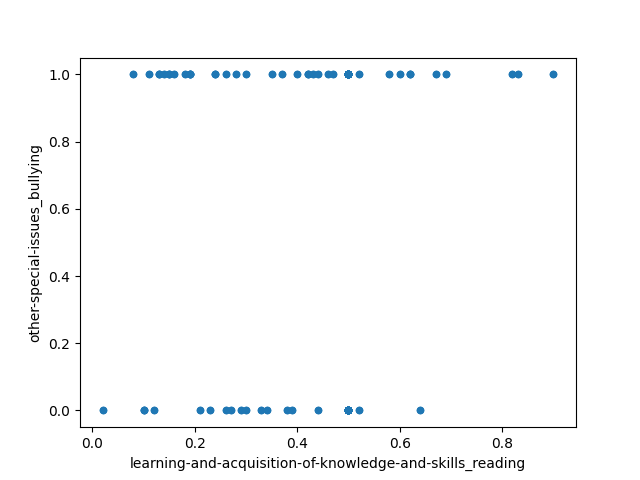 1.0
0.8
0.6
0.4
0.2
0.0
other-special-issues_bullying
0.0 0.2 0.4 0.6 0.8
learning-and-acquisition-of-knowledge-and-skills_reading